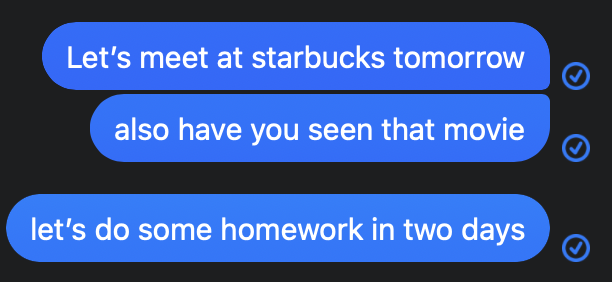 Let’s meet at starbucks tomorrow
also have you seen that movie
let’s do some homework in two days